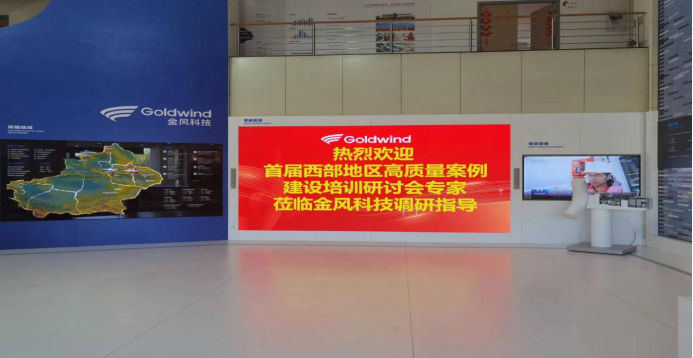 Goldwind
金风科技
Goldwind
热烈欢迎
首届西部地区高质量案例
建设培训研讨会专家
莅临金风科技调研指导